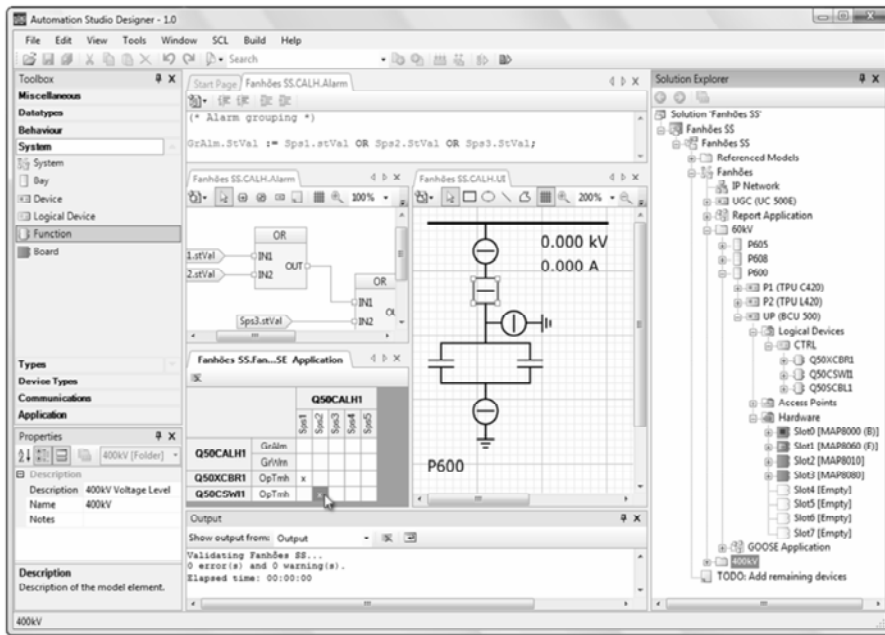 Automation Studio Designer - 1.0
File Edit View Tools Window SCL Build Help
Search
Toolbox
Miscellaneous
Datatypes
Behaviour
System
System
Bay
Device
Logical Device
Function
Board
Types
Device Types
Communications
Application
Properties
400kV [Folder]
Description
Description 400kV Voltage Level
Name 400kV
Notes
Description
Description of the model element.
Start Page Fanhões SS.CALH.Alarm
(* Alarm grouping *)
GrAlm.StVal := Sps1.stVal OR Sps2.StVal OR Sps3.StVal;
Fanhões SS.CALH.Alarm
100%
OR
1.stVal IN1
2.stVal IN2
OUT
OR
IN1
Sps3.stVal IN2
Fanhões SS.CALH.UI
200%
0.000 kV
0.000 A
P600
Fanhões SS.Fan...SE Application
Q50CALH1
Sps1 Sps2 Sps3 Sps4 Sps5
Q50CALH1 GrAlm
GrWrn
Q50XCBR1 OpTmh x
Q50CSWI1 OpTmh x
Output
Show output from: Output
Validating Fanhões SS...
0 error(s) and 0 warning(s).
Elapsed time: 00:00:00
Solution Explorer
Solution 'Fanhões SS'
Fanhões SS
Fanhões SS
Referenced Models
Fanhões
IP Network
UGC (UC 500E)
Report Application
60kV
P605
P608
P600
P1 (TPU C420)
P2 (TPU L420)
UP (BCU 500)
Logical Devices
CTRL
Q50XCBR1
Q50CSWI1
Q50SCBL1
Access Points
Hardware
Slot0 [MAP8000 (B)]
Slot1 [MAP8060 (F)]
Slot2 [MAP8010]
Slot3 [MAP8080]
Slot4 [Empty]
Slot5 [Empty]
Slot6 [Empty]
Slot7 [Empty]
GOOSE Application
400kV
TODO: Add remaining devices
400kV